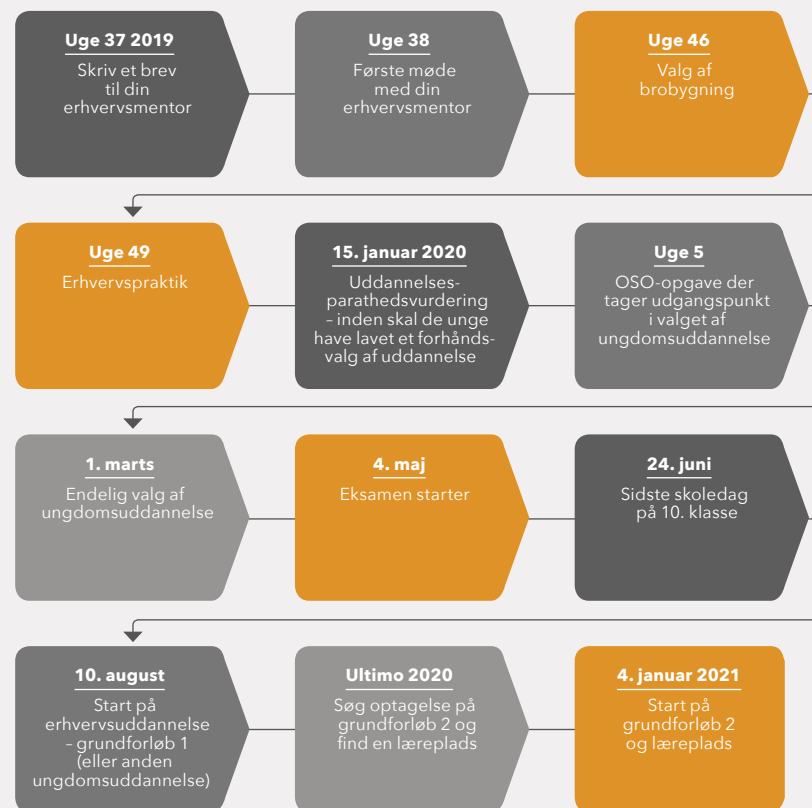 Uge 37 2019
Skriv et brev
til din
erhvervsmentor
Uge 38
Første møde
med din
erhvervsmentor
Uge 46
Valg af
brobygning
Uge 49
Erhvervspraktik
15. januar 2020
Uddannelses-
parathedsvurdering
– inden skal de unge
have lavet et forhånds-
valg af uddannelse
Uge 5
OSO-opgave der
tager udgangspunkt
i valget af
ungdomsuddannelse
1. marts
Endelig valg af
ungdomsuddannelse
4. maj
Eksamen starter
24. juni
Sidste skoledag
på 10. klasse
10. august
Start på
erhvervsuddannelse
– grundforløb 1
(eller anden
ungdomsuddannelse)
Ultimo 2020
Søg optagelse på
grundforløb 2 og
find en læreplads
4. januar 2021
Start på
grundforløb 2
og læreplads